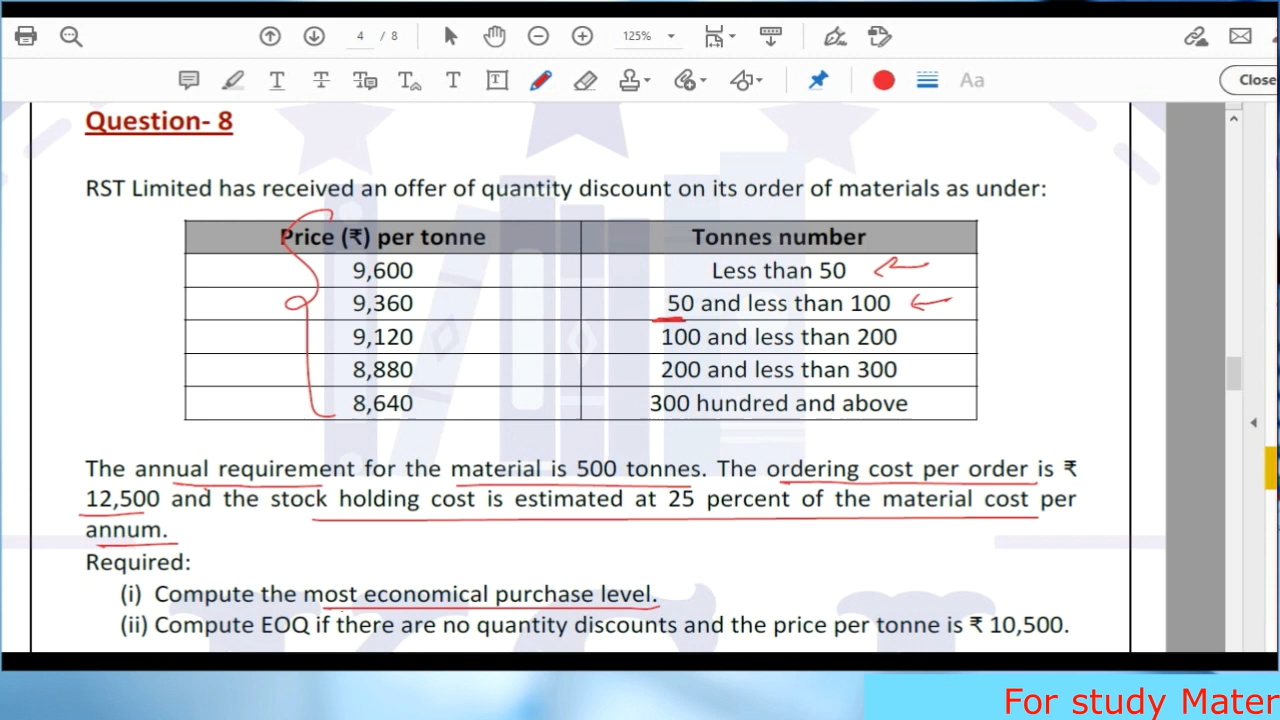 4 / 8
125%
Aa
Close
Question- 8
RST Limited has received an offer of quantity discount on its order of materials as under:
Price (₹) per tonne Tonnes number
9,600 Less than 50
9,360 50 and less than 100
9,120 100 and less than 200
8,880 200 and less than 300
8,640 300 hundred and above
The annual requirement for the material is 500 tonnes. The ordering cost per order is ₹
12,500 and the stock holding cost is estimated at 25 percent of the material cost per
annum.
Required:
(i) Compute the most economical purchase level.
(ii) Compute EOQ if there are no quantity discounts and the price per tonne is ₹ 10,500.
For study Mater